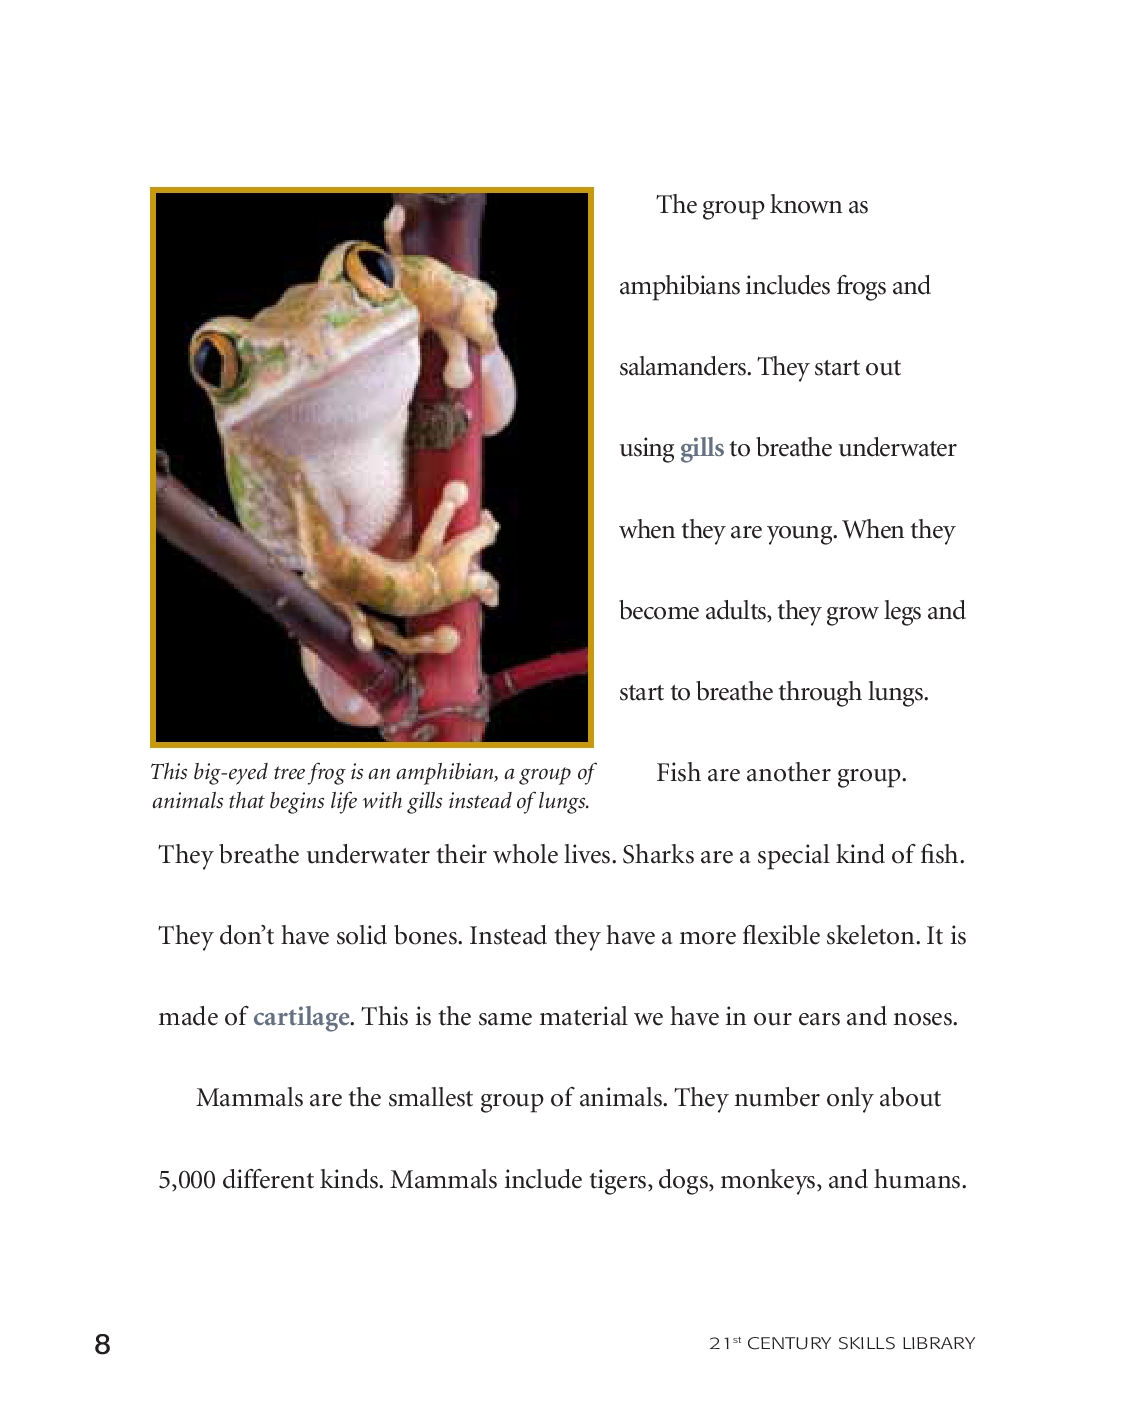 The group known as
amphibians includes frogs and
salamanders. They start out
using gills to breathe underwater
when they are young. When they
become adults, they grow legs and
start to breathe through lungs.
This big-eyed tree frog is an amphibian, a group of
animals that begins life with gills instead of lungs.
Fish are another group.
They breathe underwater their whole lives. Sharks are a special kind of fish.
They don’t have solid bones. Instead they have a more flexible skeleton. It is
made of cartilage. This is the same material we have in our ears and noses.
Mammals are the smallest group of animals. They number only about
5,000 different kinds. Mammals include tigers, dogs, monkeys, and humans.
8
21st CENTURY SKILLS LIBRARY